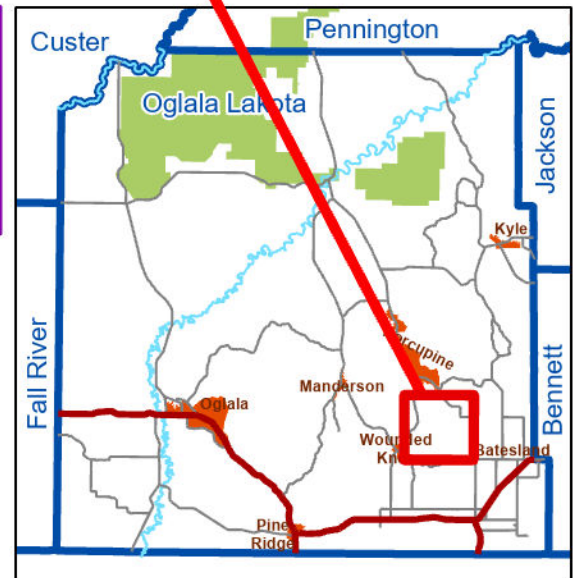 Custer
Pennington
Oglala Lakota
Jackson
Kyle
Fall River
Manderson
Oglala
Bennett
Batesland
Pine
Ridge